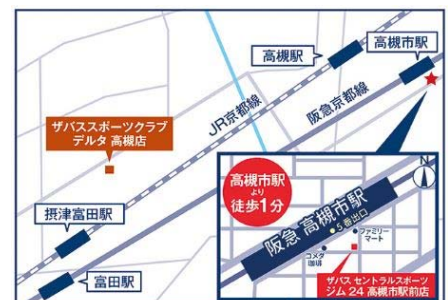 高槻駅
高槻市駅
JR京都線
阪急京都線
ザバススポーツクラブ
デルタ 高槻店
摂津富田駅
富田駅
高槻市駅
より
徒歩1分
N
阪急 高槻市駅
5番出口
ファミリー
マート
コメダ
珈琲
ザバス セントラルスポーツ
ジム24 高槻市駅前店